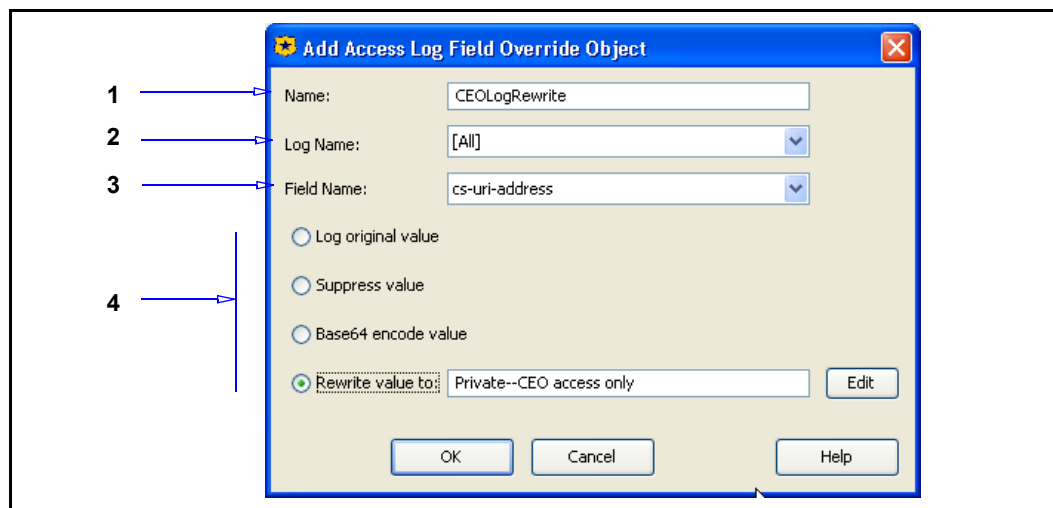 Add Access Log Field Override Object
1 Name: CEOLogRewrite
2 Log Name: [All]
3 Field Name: cs-uri-address
Log original value
Suppress value
4
Base64 encode value
Rewrite value to: Private--CEO access only Edit
OK Cancel Help